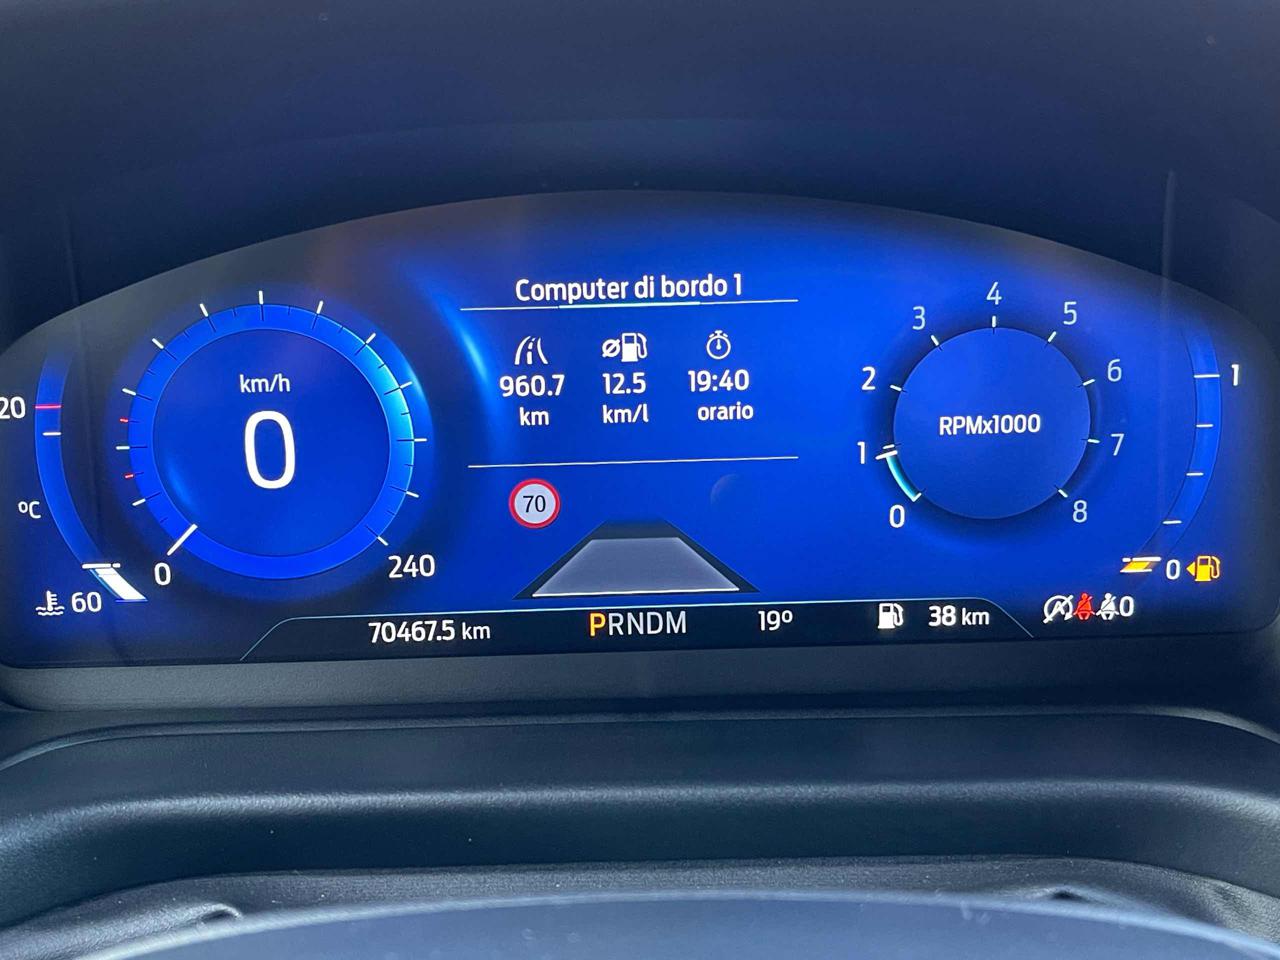 Computer di bordo 1
960.7 12.5 19:40
km km/l orario
km/h
0
0
240
70
20
°C
60
4
3 5
2 6
RPMx1000
1 7
0 8
1
0
70467.5 km PRNDM 19° 38 km
0